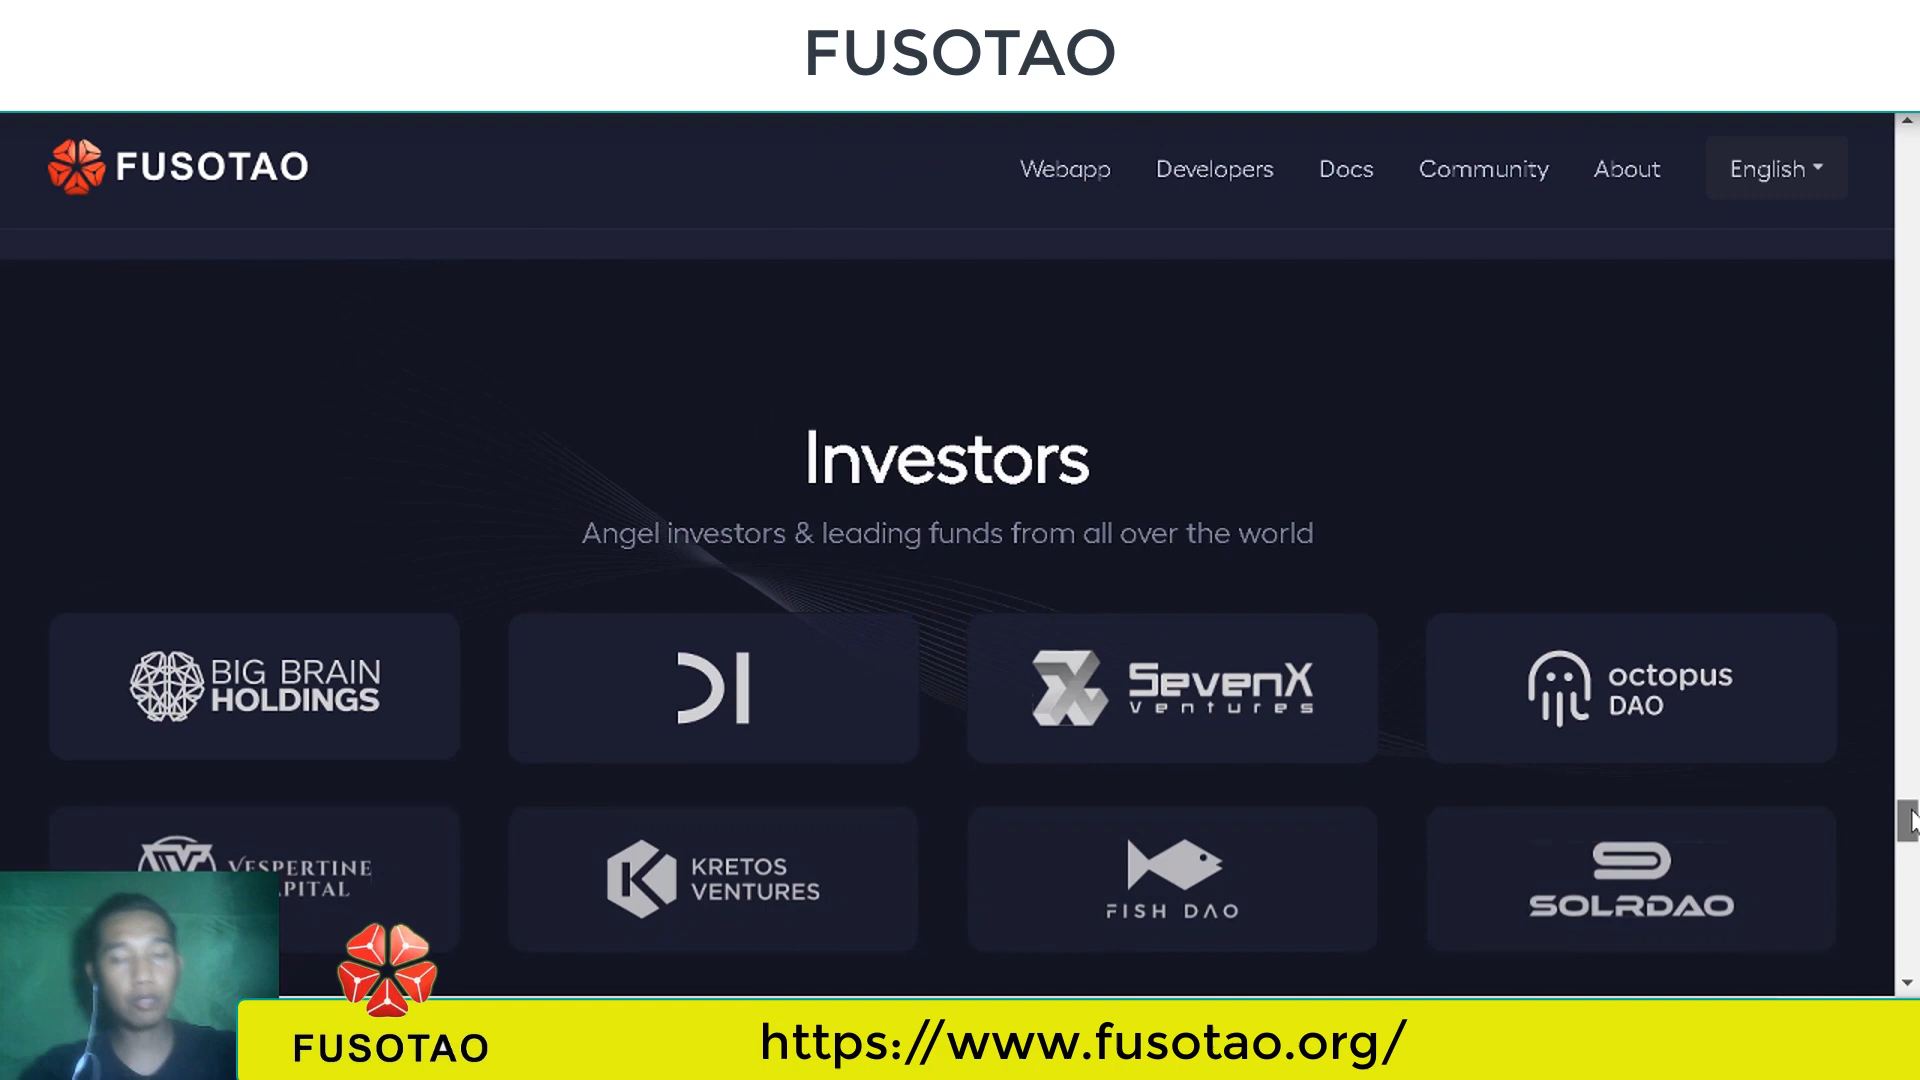 FUSOTAO
FUSOTAO
Webapp
Developers
Docs
Community
About
English
Investors
Angel investors & leading funds from all over the world
BIG BRAIN
HOLDINGS
SevenX
Ventures
octopus
DAO
VESPERTINE
KRETOS
VENTURES
FISH DAO
SOLRDAO
FUSOTAO
https://www.fusotao.org/